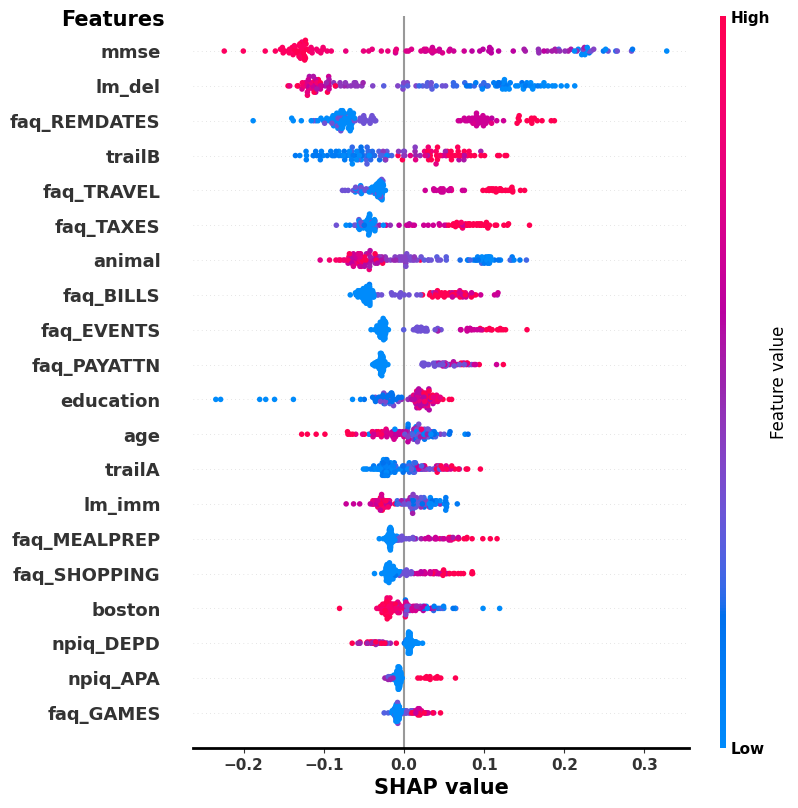 Features
High
mmse
lm_del
faq_REMDATES
trailB
faq_TRAVEL
faq_TAXES
animal
faq_BILLS
faq_EVENTS
faq_PAYATTN
education
age
trailA
lm_imm
faq_MEALPREP
faq_SHOPPING
boston
npiq_DEPD
npiq_APA
faq_GAMES
Feature value
Low
−0.2 −0.1 0.0 0.1 0.2 0.3
SHAP value